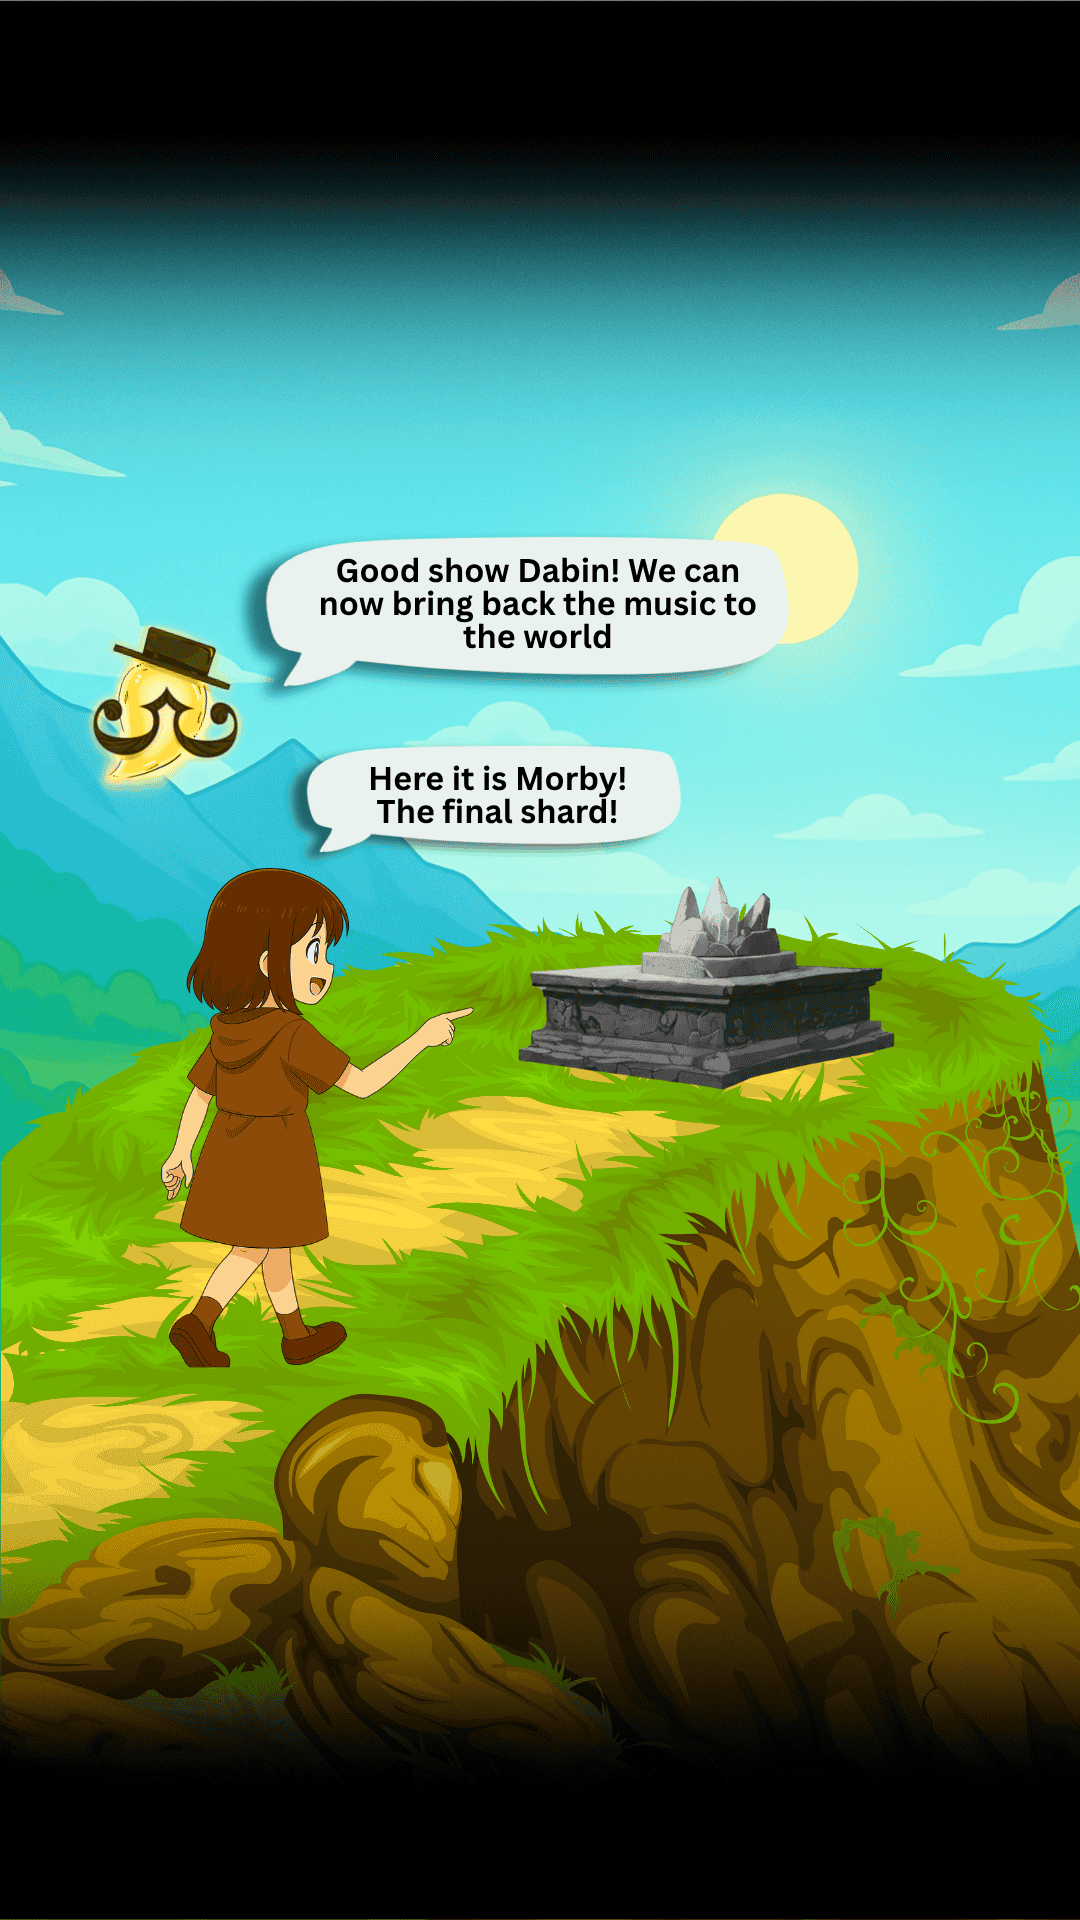 Good show Dabin! We can
now bring back the music to
the world
Here it is Morby!
The final shard!